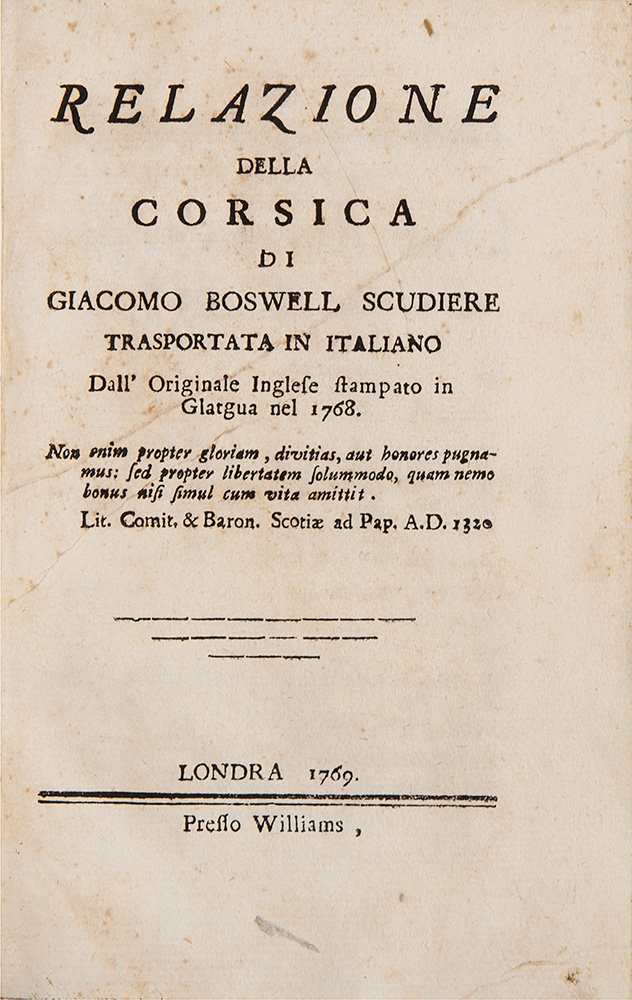 RELAZIONE
DELLA
CORSICA
DI
GIACOMO BOSWELL SCUDIERE
TRASPORTATA IN ITALIANO
Dall' Originale Ingleſe ſtampato in
Glatgua nel 1768.
Non enim propter gloriam, divitias, aut honores pugna-
mus: ſed propter libertatem ſolummodo, quam nemo
bonus niſi ſimul cum vita amittit.
Lit. Comit. & Baron. Scotiæ ad Pap. A.D. 1320
LONDRA 1769.
Preſſo Williams,